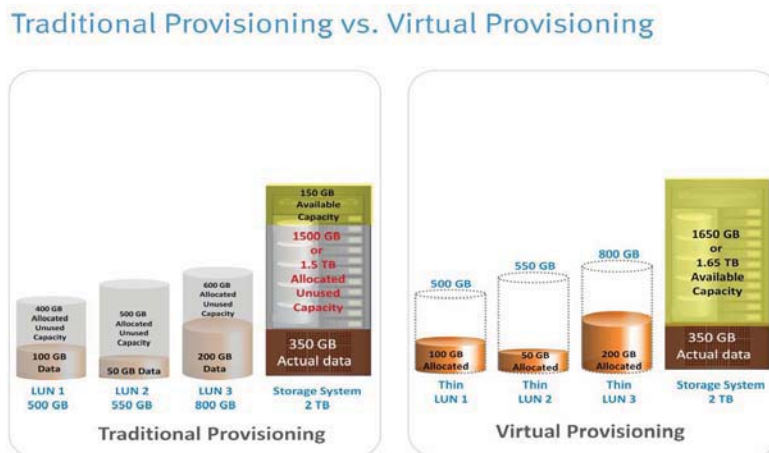 Traditional Provisioning vs. Virtual Provisioning
400 GB
Allocated
Unused
Capacity
100 GB
Data
LUN 1
500 GB
500 GB
Allocated
Unused
Capacity
50 GB Data
LUN 2
550 GB
600 GB
Allocated
Unused
Capacity
200 GB
Data
LUN 3
800 GB
150 GB
Available
Capacity
1500 GB
or
1.5 TB
Allocated
Unused
Capacity
350 GB
Actual data
Storage System
2 TB
Traditional Provisioning
500 GB
100 GB
Allocated
Thin
LUN 1
550 GB
50 GB
Allocated
Thin
LUN 2
800 GB
200 GB
Allocated
Thin
LUN 3
1650 GB
or
1.65 TB
Available
Capacity
350 GB
Actual data
Storage System
2 TB
Virtual Provisioning